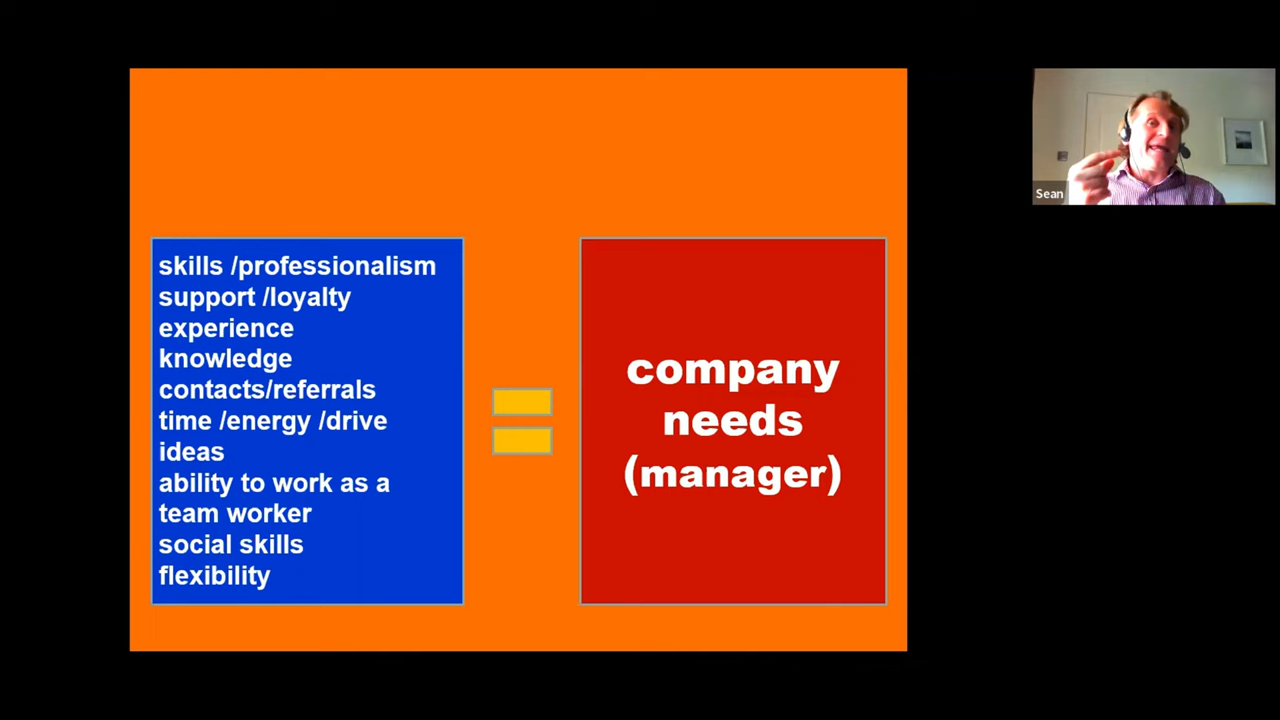 skills /professionalism
support /loyalty
experience
knowledge
contacts/referrals
time /energy /drive
ideas
ability to work as a
team worker
social skills
flexibility
company
needs
(manager)
Sean